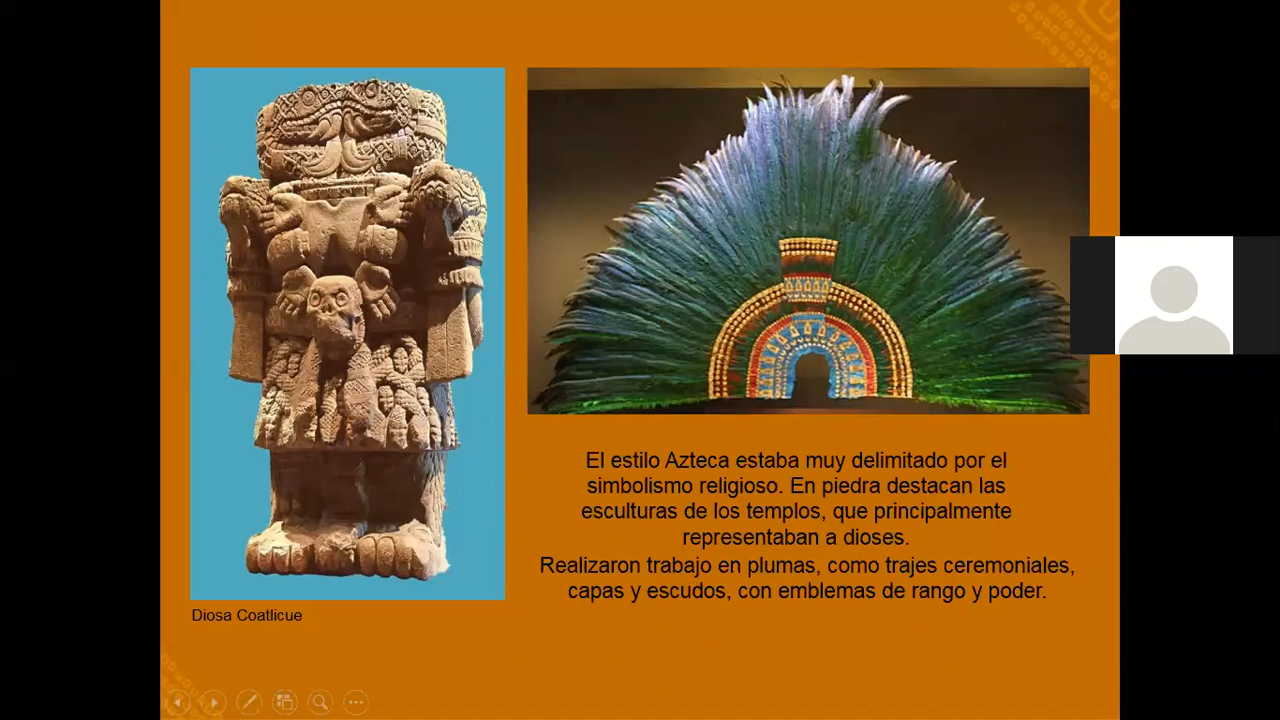 El estilo Azteca estaba muy delimitado por el
simbolismo religioso. En piedra destacan las
esculturas de los templos, que principalmente
representaban a dioses.
Realizaron trabajo en plumas, como trajes ceremoniales,
capas y escudos, con emblemas de rango y poder.
Diosa Coatlicue